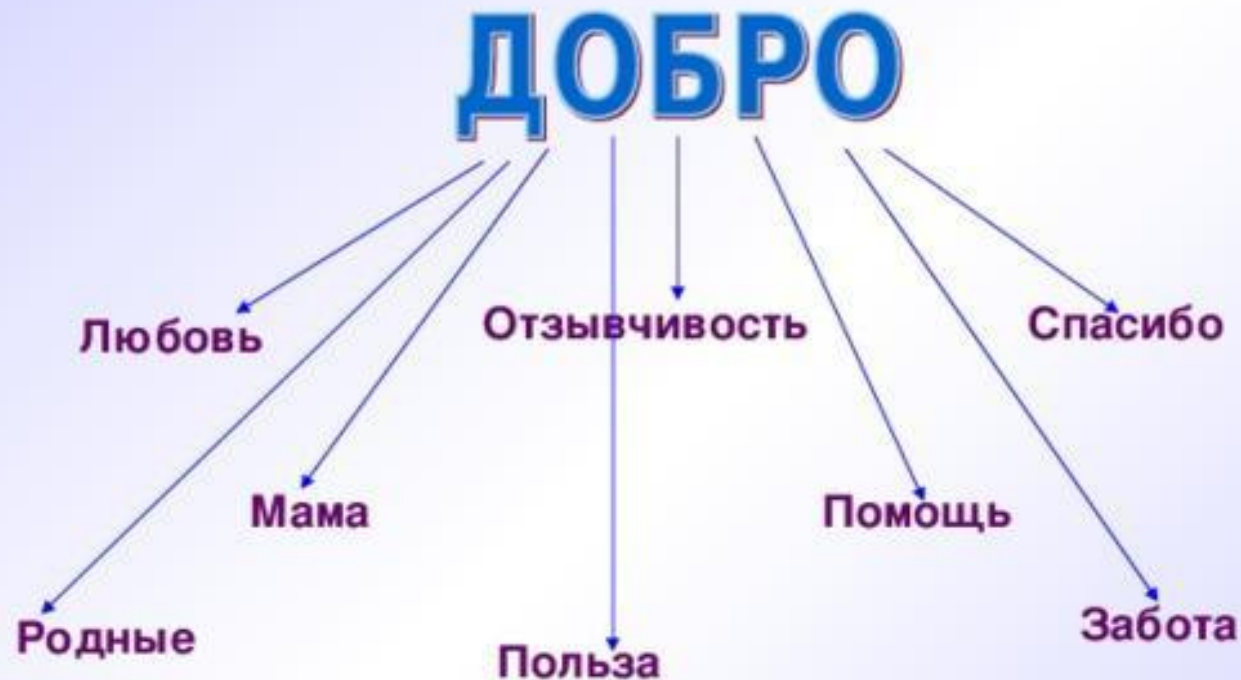 ДОБРО
Любовь
Отзывчивость
Спасибо
Мама
Помощь
Родные
Польза
Забота